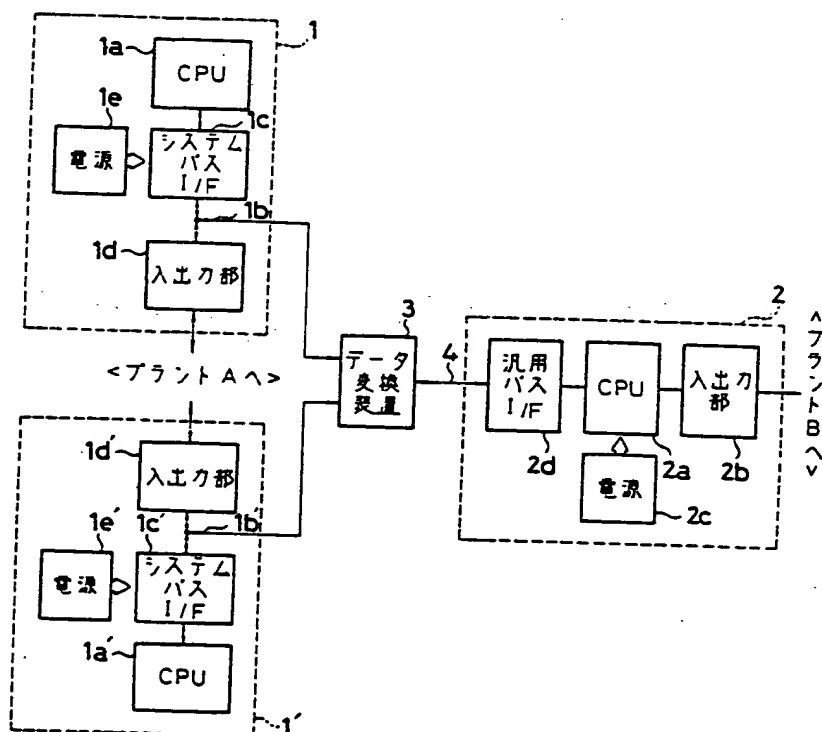 1
1a
CPU
1e
電源
1c
システム
バス
I/F
1b
1d
入出力部
<プラントAへ>
1d′
入出力部
1b′
1e′
1c′
電源
システム
バス
I/F
1a′
CPU
1′
3
データ
変換
装置
4
2
汎用
バス
I/F
2d
CPU
2a
入出力
部
2b
電源
2c
<プラントBへ>